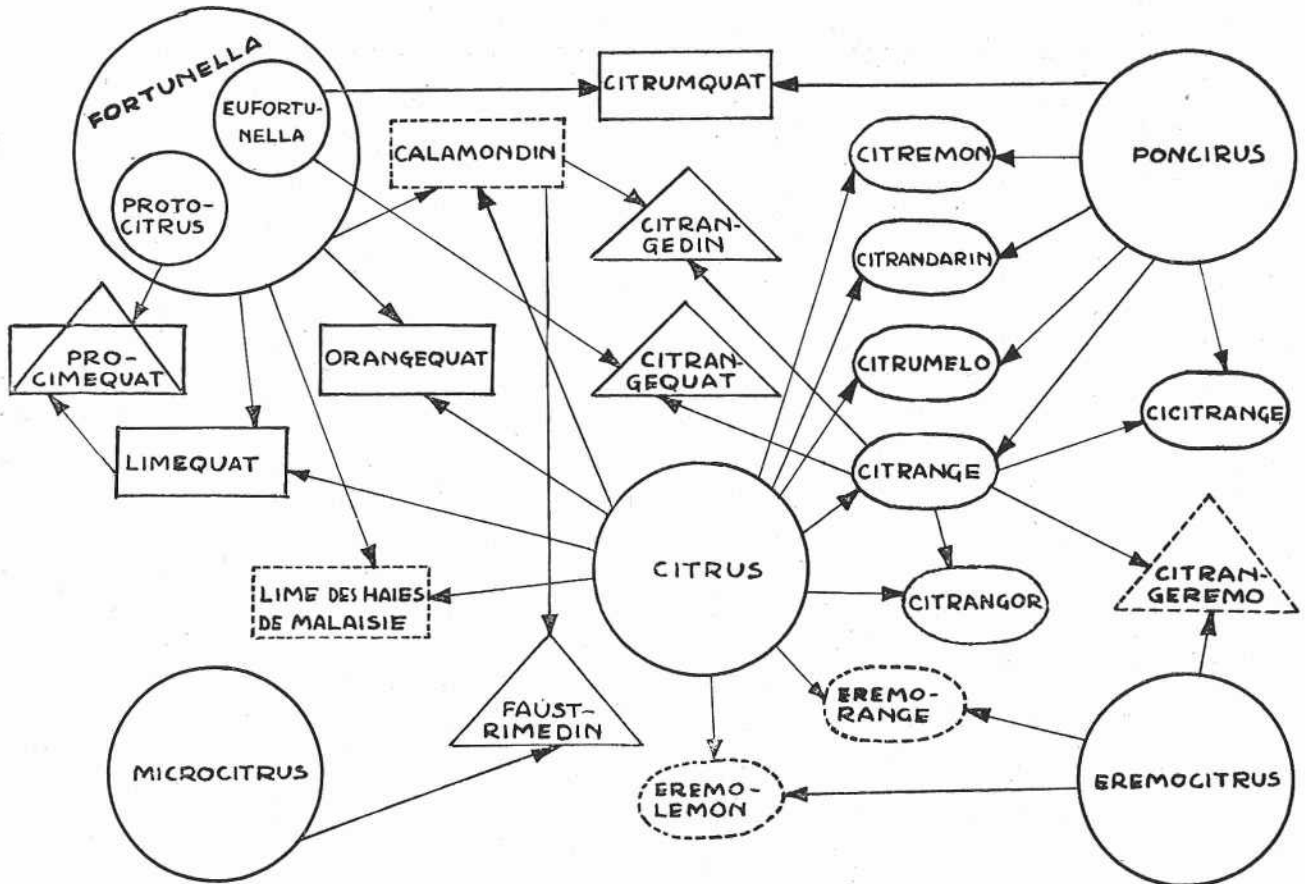 FORTUNELLA
EUFORTU-
NELLA
PROTO-
CITRUS
CITRUMQUAT
PONCIRUS
CALAMONDIN
CITREMON
CITRAN-
GEDIN
CITRANDARIN
PRO-
CIMEQUAT
ORANGEQUAT
CITRAN-
GEQUAT
CITRUMELO
CICITRANGE
LIMEQUAT
CITRANGE
CITRUS
LIME DES HAIES
DE MALAISIE
CITRANGOR
CITRAN-
GEREMO
FAUST-
RIMEDIN
EREMO-
RANGE
MICROCITRUS
EREMO-
LEMON
EREMOCITRUS